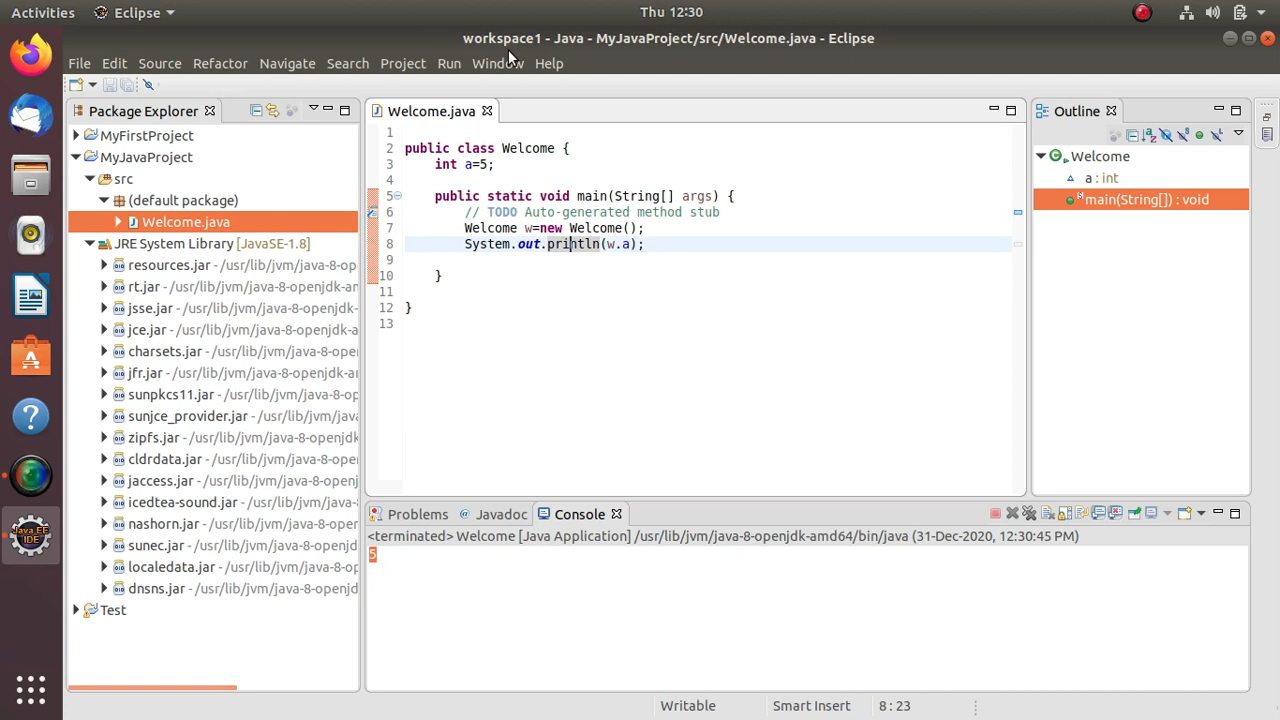 Activities Eclipse Thu 12:30
workspace1 - Java - MyJavaProject/src/Welcome.java - Eclipse
File Edit Source Refactor Navigate Search Project Run Window Help
Package Explorer
MyFirstProject
MyJavaProject
src
(default package)
Welcome.java
JRE System Library [JavaSE-1.8]
resources.jar - /usr/lib/jvm/java-8-openjd
rt.jar - /usr/lib/jvm/java-8-openjdk-am
jsse.jar - /usr/lib/jvm/java-8-openjdk-a
jce.jar - /usr/lib/jvm/java-8-openjdk-an
charsets.jar - /usr/lib/jvm/java-8-open
jfr.jar - /usr/lib/jvm/java-8-openjdk-an
sunpkcs11.jar - /usr/lib/jvm/java-8-ope
sunjce_provider.jar - /usr/lib/jvm/java
zipfs.jar - /usr/lib/jvm/java-8-openjdk
cldrdata.jar - /usr/lib/jvm/java-8-open
jaccess.jar - /usr/lib/jvm/java-8-openj
icedtea-sound.jar - /usr/lib/jvm/java-8
nashorn.jar - /usr/lib/jvm/java-8-open
sunec.jar - /usr/lib/jvm/java-8-openjd
localedata.jar - /usr/lib/jvm/java-8-op
dnsns.jar - /usr/lib/jvm/java-8-openjd
Test
Welcome.java
1
2 public class Welcome {
3 int a=5;
4
5 public static void main(String[] args) {
6 // TODO Auto-generated method stub
7 Welcome w=new Welcome();
8 System.out.println(w.a);
9
10 }
11
12 }
13
Outline
Welcome
a : int
main(String[]) : void
Problems @ Javadoc Console
<terminated> Welcome [Java Application] /usr/lib/jvm/java-8-openjdk-amd64/bin/java (31-Dec-2020, 12:30:45 PM)
5
Java EE
IDE
Writable Smart Insert 8 : 23